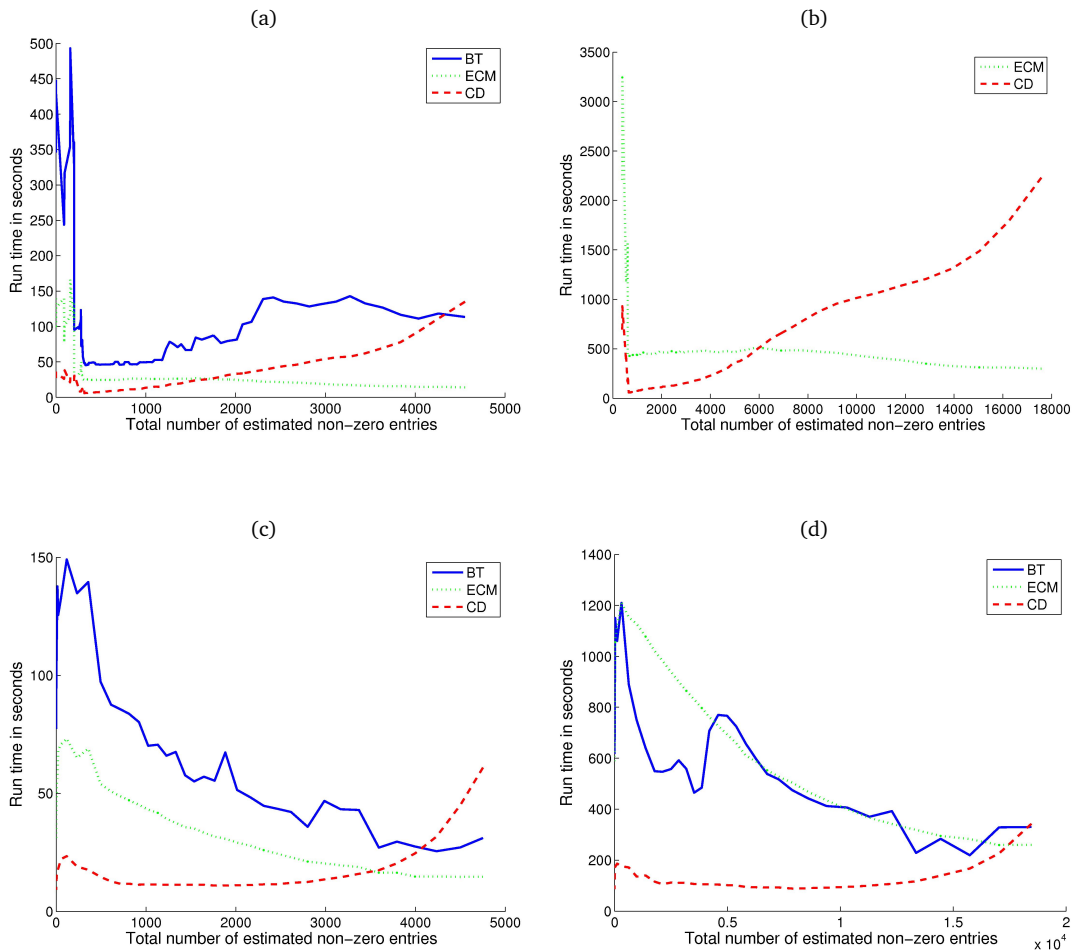 (a)
500
450
400
350
300
250
200
150
100
50
0
0
1000
2000
3000
4000
5000
Run time in seconds
Total number of estimated non−zero entries
BT
ECM
CD
(b)
3500
3000
2500
2000
1500
1000
500
0
0
2000
4000
6000
8000
10000
12000
14000
16000
18000
Run time in seconds
Total number of estimated non−zero entries
ECM
CD
(c)
150
100
50
0
0
1000
2000
3000
4000
5000
Run time in seconds
Total number of estimated non−zero entries
BT
ECM
CD
(d)
1400
1200
1000
800
600
400
200
0
0
0.5
1
1.5
2
x 10⁴
Run time in seconds
Total number of estimated non−zero entries
BT
ECM
CD